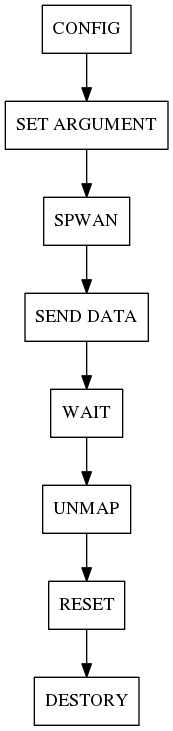 CONFIG
SET ARGUMENT
SPWAN
SEND DATA
WAIT
UNMAP
RESET
DESTORY